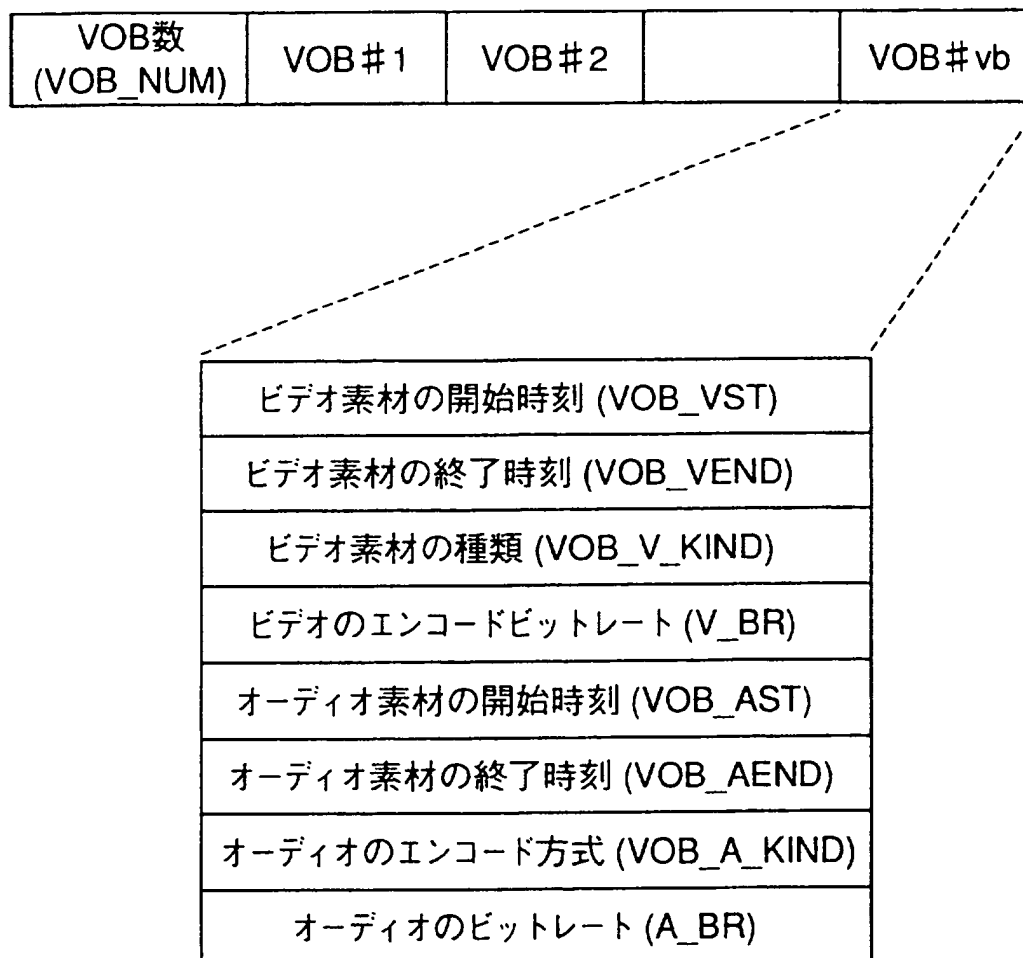 VOB数
(VOB_NUM)
VOB#1
VOB#2
VOB#vb
ビデオ素材の開始時刻 (VOB_VST)
ビデオ素材の終了時刻 (VOB_VEND)
ビデオ素材の種類 (VOB_V_KIND)
ビデオのエンコードビットレート (V_BR)
オーディオ素材の開始時刻 (VOB_AST)
オーディオ素材の終了時刻 (VOB_AEND)
オーディオのエンコード方式 (VOB_A_KIND)
オーディオのビットレート (A_BR)